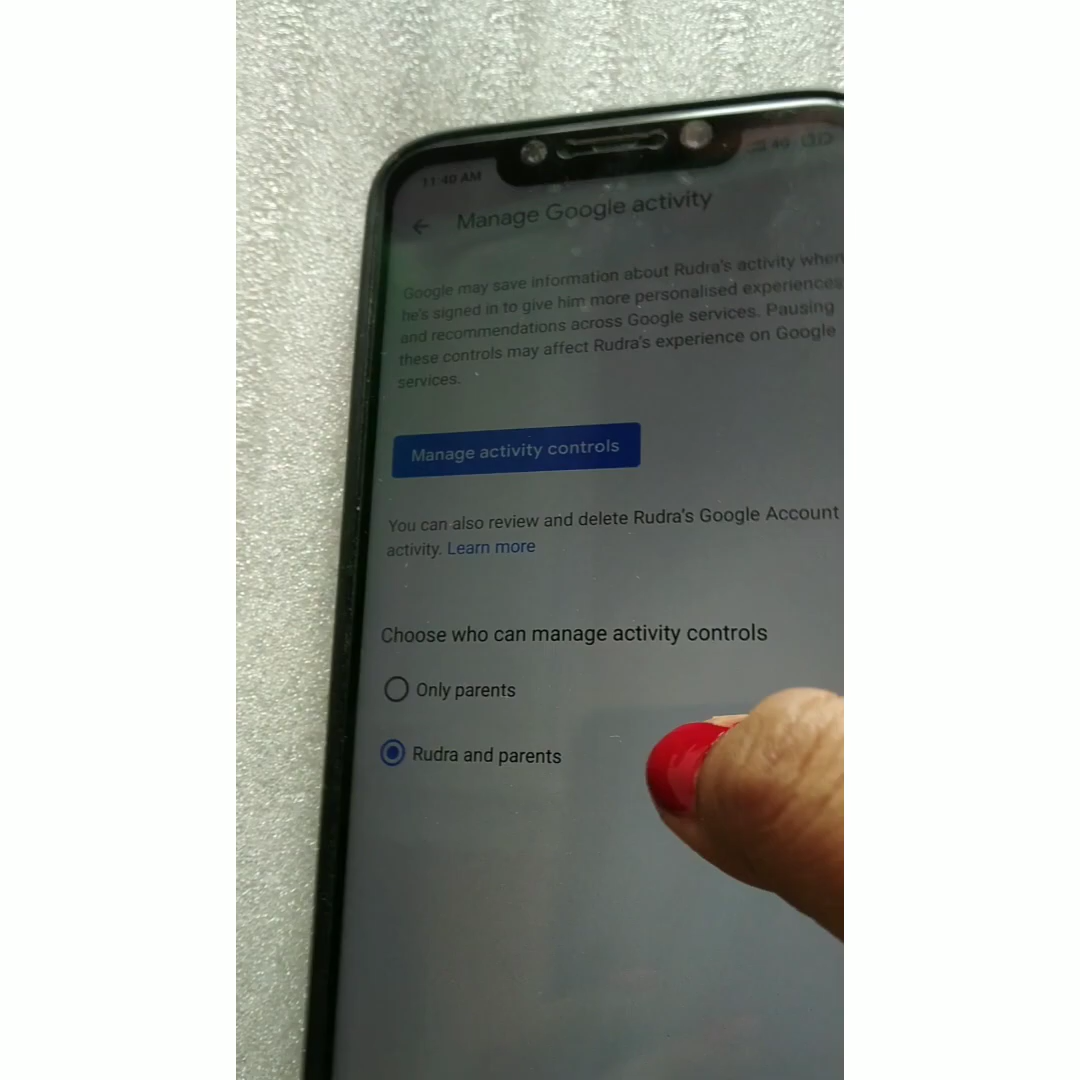 11:40 AM
4G
Manage Google activity
Google may save information about Rudra's activity when
he's signed in to give him more personalised experiences
and recommendations across Google services. Pausing
these controls may affect Rudra's experience on Google
services.
Manage activity controls
You can also review and delete Rudra's Google Account
activity. Learn more
Choose who can manage activity controls
Only parents
Rudra and parents